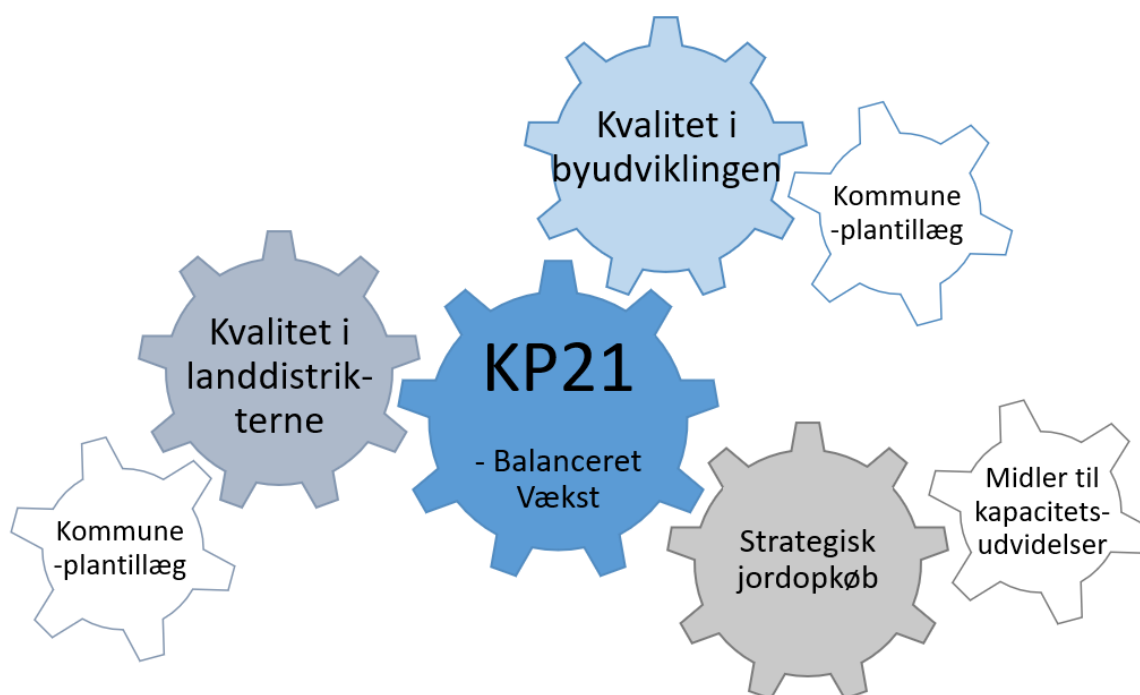 Kvalitet i
byudviklingen
Kommune
-plantillæg
Kvalitet i
landdistrik-
terne
KP21
- Balanceret
Vækst
Kommune
-plantillæg
Strategisk
jordopkøb
Midler til
kapacitets-
udvidelser